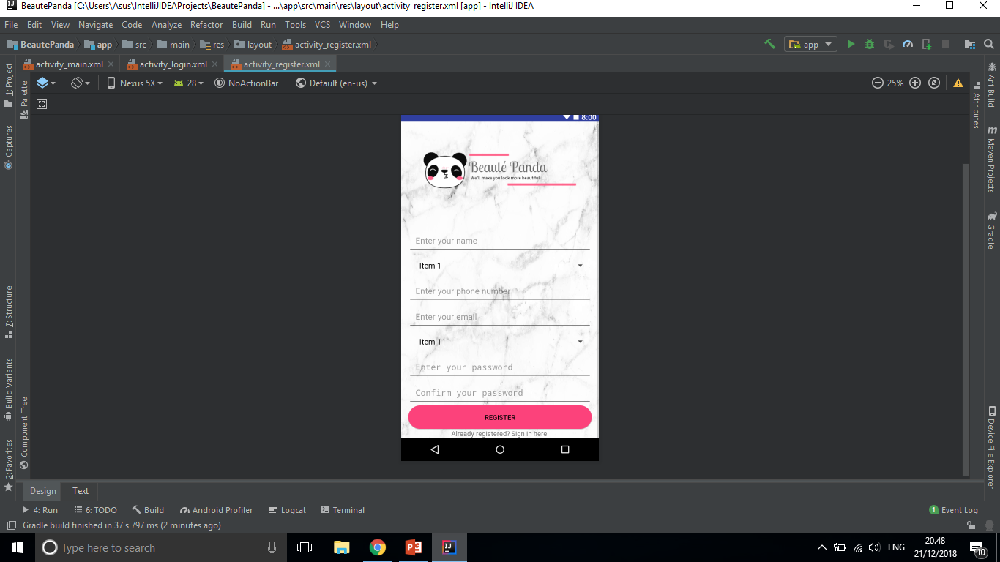 BeautePanda [C:\Users\Asus\IntelliJIDEAProjects\BeautePanda] - ...\app\src\main\res\layout\activity_register.xml [app] - IntelliJ IDEA
File Edit View Navigate Code Analyze Refactor Build Run Tools VCS Window Help
BeautePanda app src main res layout activity_register.xml app
activity_main.xml activity_login.xml activity_register.xml
Nexus 5X 28 NoActionBar Default (en-us) 25%
1: Project
Captures
7: Structure
Build Variants
2: Favorites
Palette
Component Tree
8:00
Beauté Panda
We'll make you look more beautiful...
Enter your name
Item 1
Enter your phone number
Enter your email
Item 1
Enter your password
Confirm your password
REGISTER
Already registered? Sign in here.
Attributes
Ant Build
Maven Projects
Gradle
Device File Explorer
Design Text
4: Run 6: TODO Build Android Profiler Logcat Terminal 1 Event Log
Gradle build finished in 37 s 797 ms (2 minutes ago)
Type here to search
ENG
20.48
21/12/2018
10